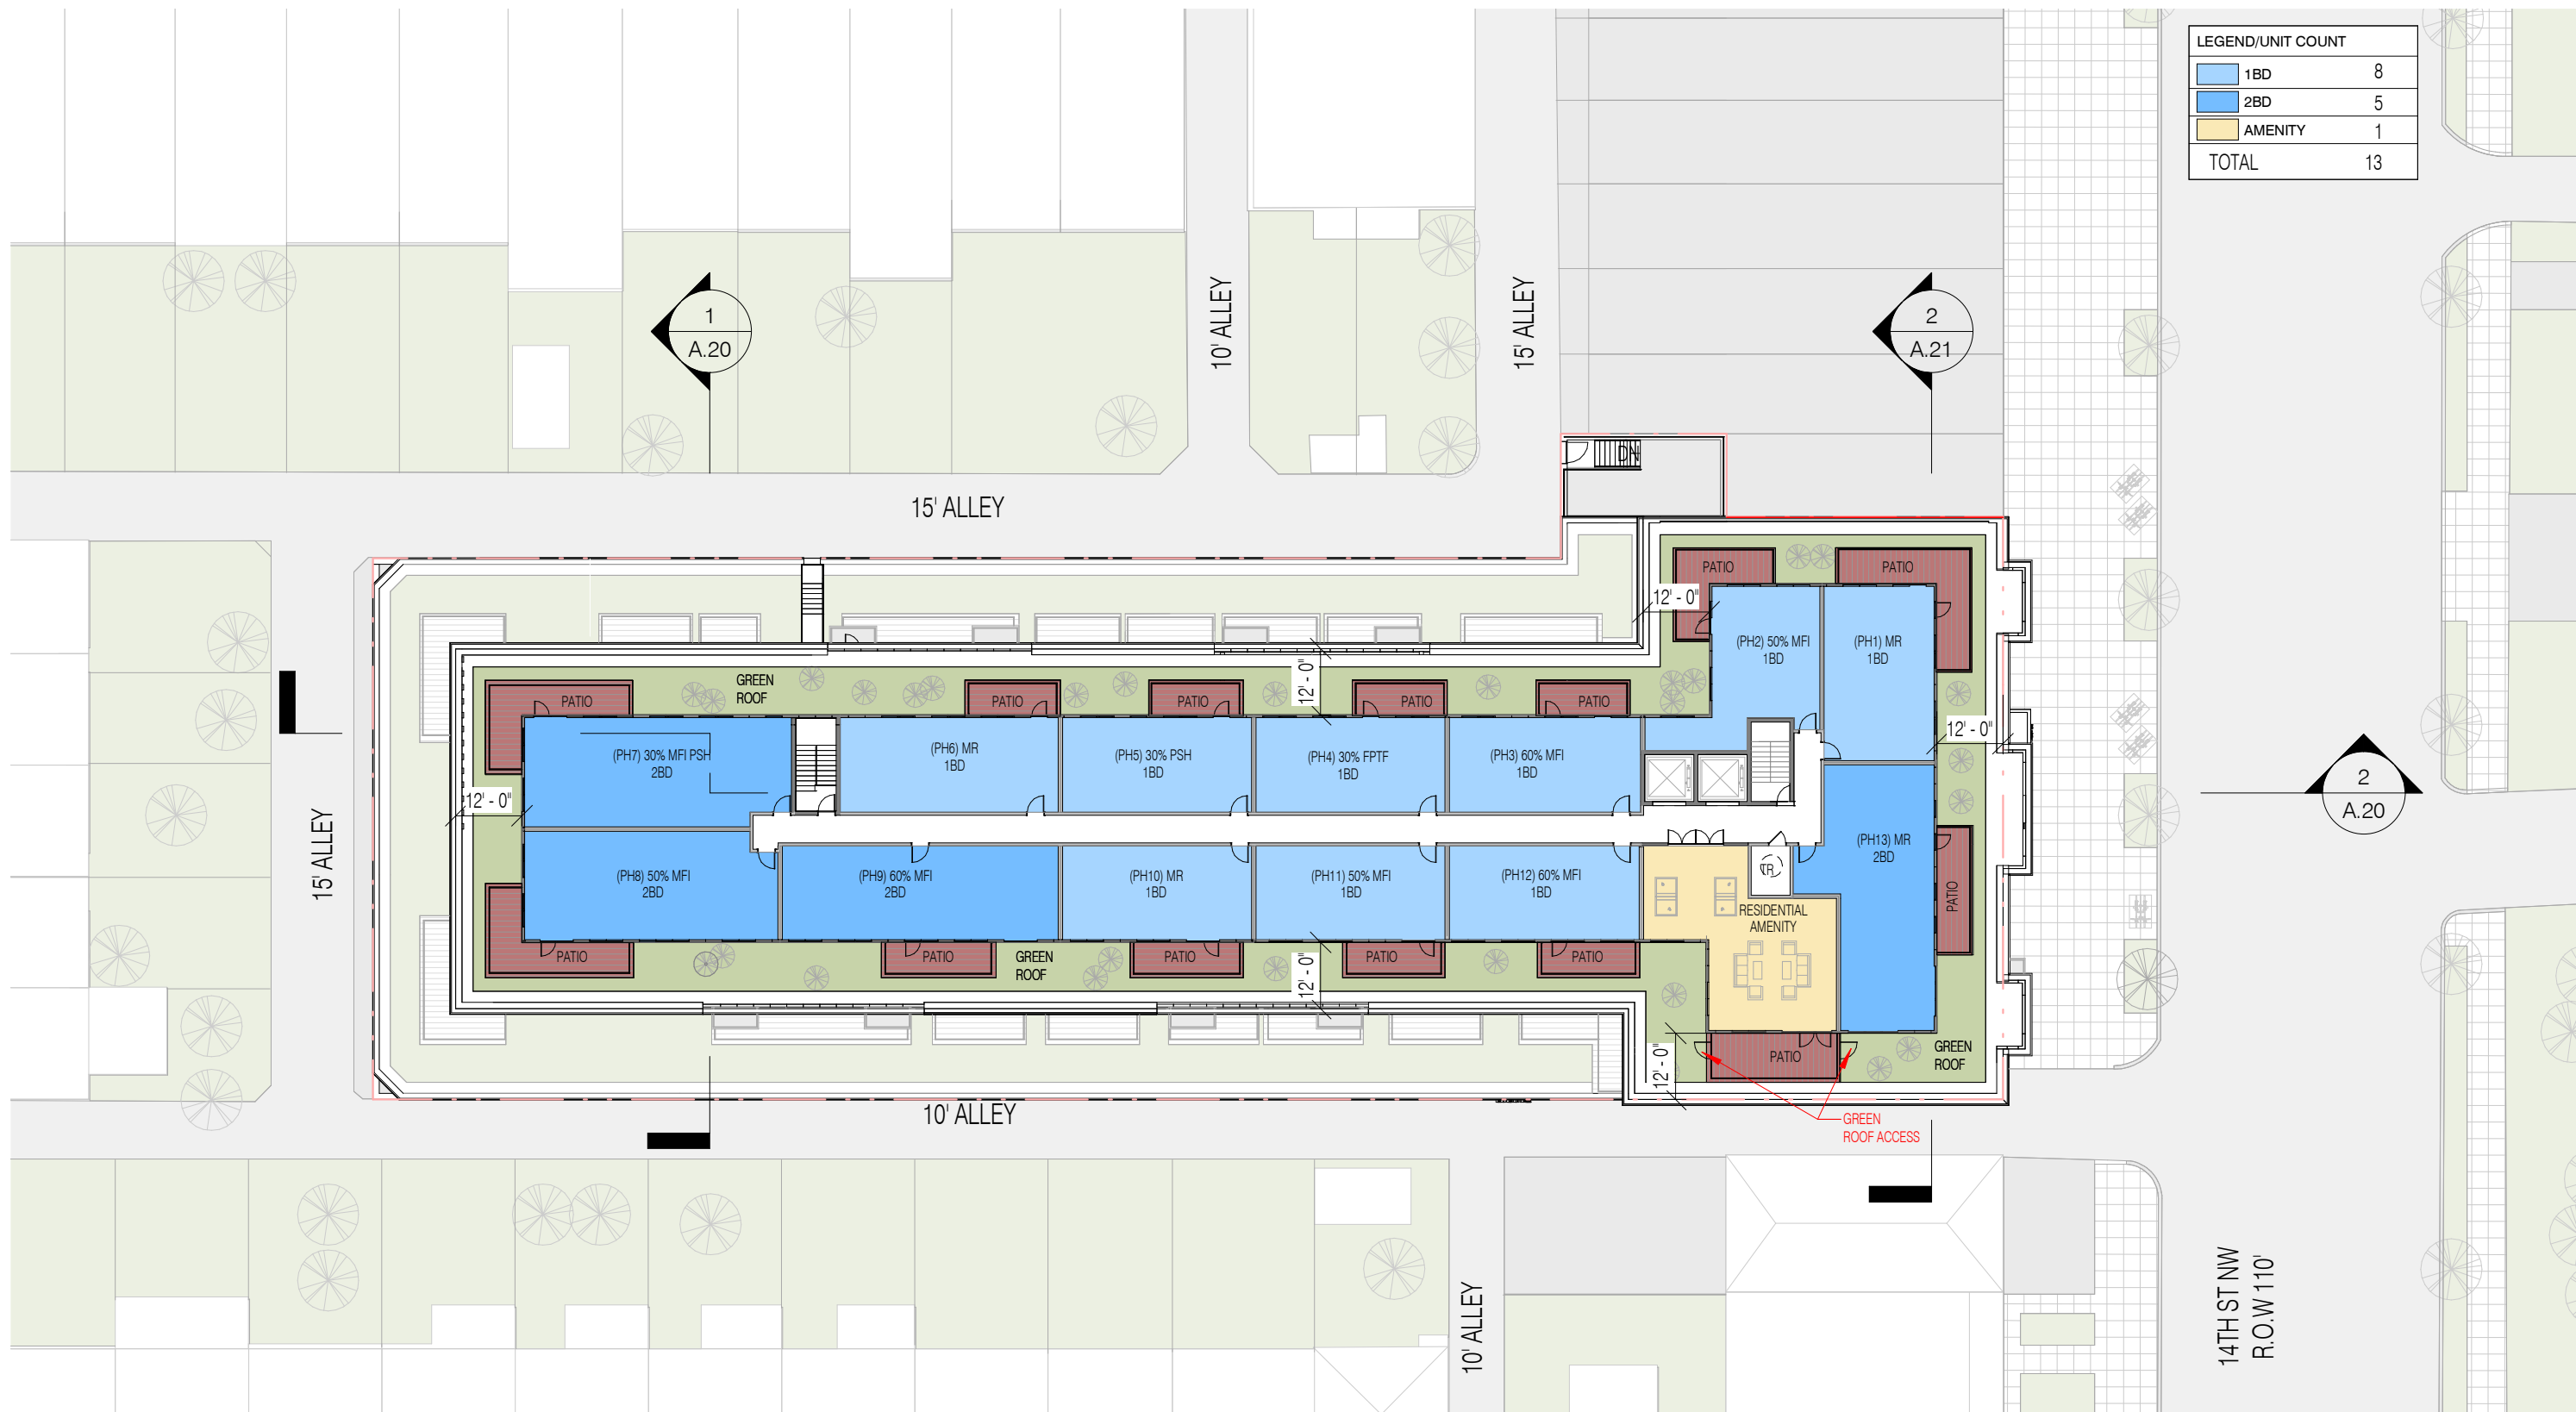 LEGEND/UNIT COUNT
1BD 8
2BD 5
AMENITY 1
TOTAL 13
1
A.20
10' ALLEY
15' ALLEY
2
A.21
DN
15' ALLEY
PATIO
PATIO
12' - 0"
(PH2) 50% MFI
1BD
(PH1) MR
1BD
GREEN
ROOF
12' - 0"
PATIO
PATIO
PATIO
PATIO
PATIO
12' - 0"
(PH7) 30% MFI PSH
2BD
(PH6) MR
1BD
(PH5) 30% PSH
1BD
(PH4) 30% FPTF
1BD
(PH3) 60% MFI
1BD
2
A.20
12' - 0"
15' ALLEY
(PH13) MR
2BD
TR
(PH8) 50% MFI
2BD
(PH9) 60% MFI
2BD
(PH10) MR
1BD
(PH11) 50% MFI
1BD
(PH12) 60% MFI
1BD
RESIDENTIAL
AMENITY
PATIO
PATIO
PATIO
GREEN
ROOF
PATIO
12' - 0"
PATIO
PATIO
12' - 0"
PATIO
GREEN
ROOF
10' ALLEY
GREEN
ROOF ACCESS
10' ALLEY
14TH ST NW
R.O.W 110'